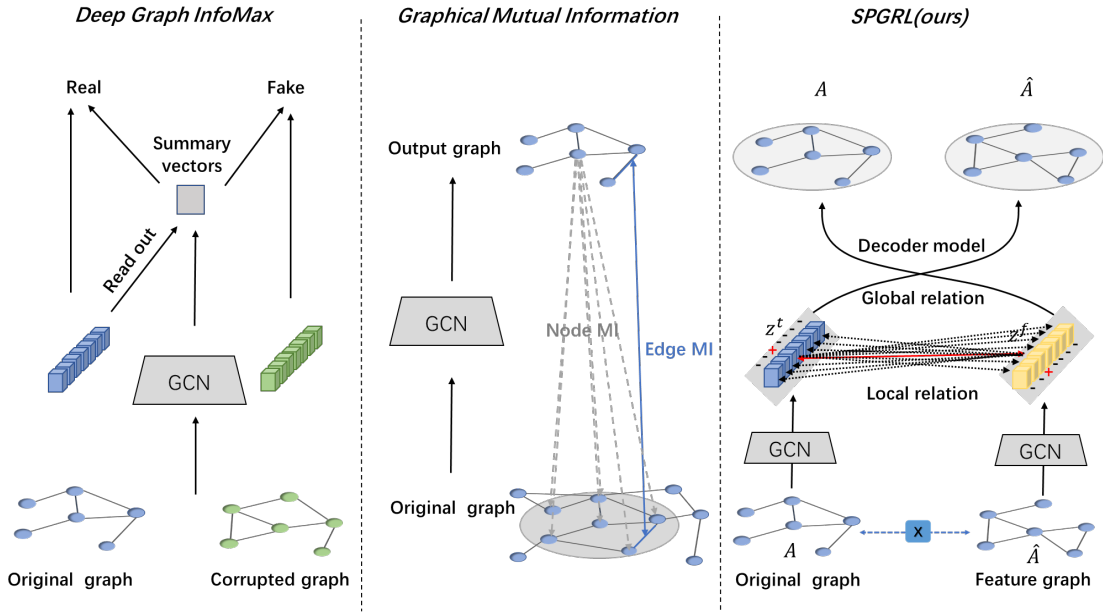 Deep Graph InfoMax
Real
Fake
Summary
vectors
Read out
GCN
Original graph
Corrupted graph
Graphical Mutual Information
Output graph
GCN
Node MI
Edge MI
Original graph
SPGRL(ours)
A
Â
Decoder model
Global relation
z^t
z^f
+
+
Local relation
GCN
GCN
A
X
Â
Original graph
Feature graph